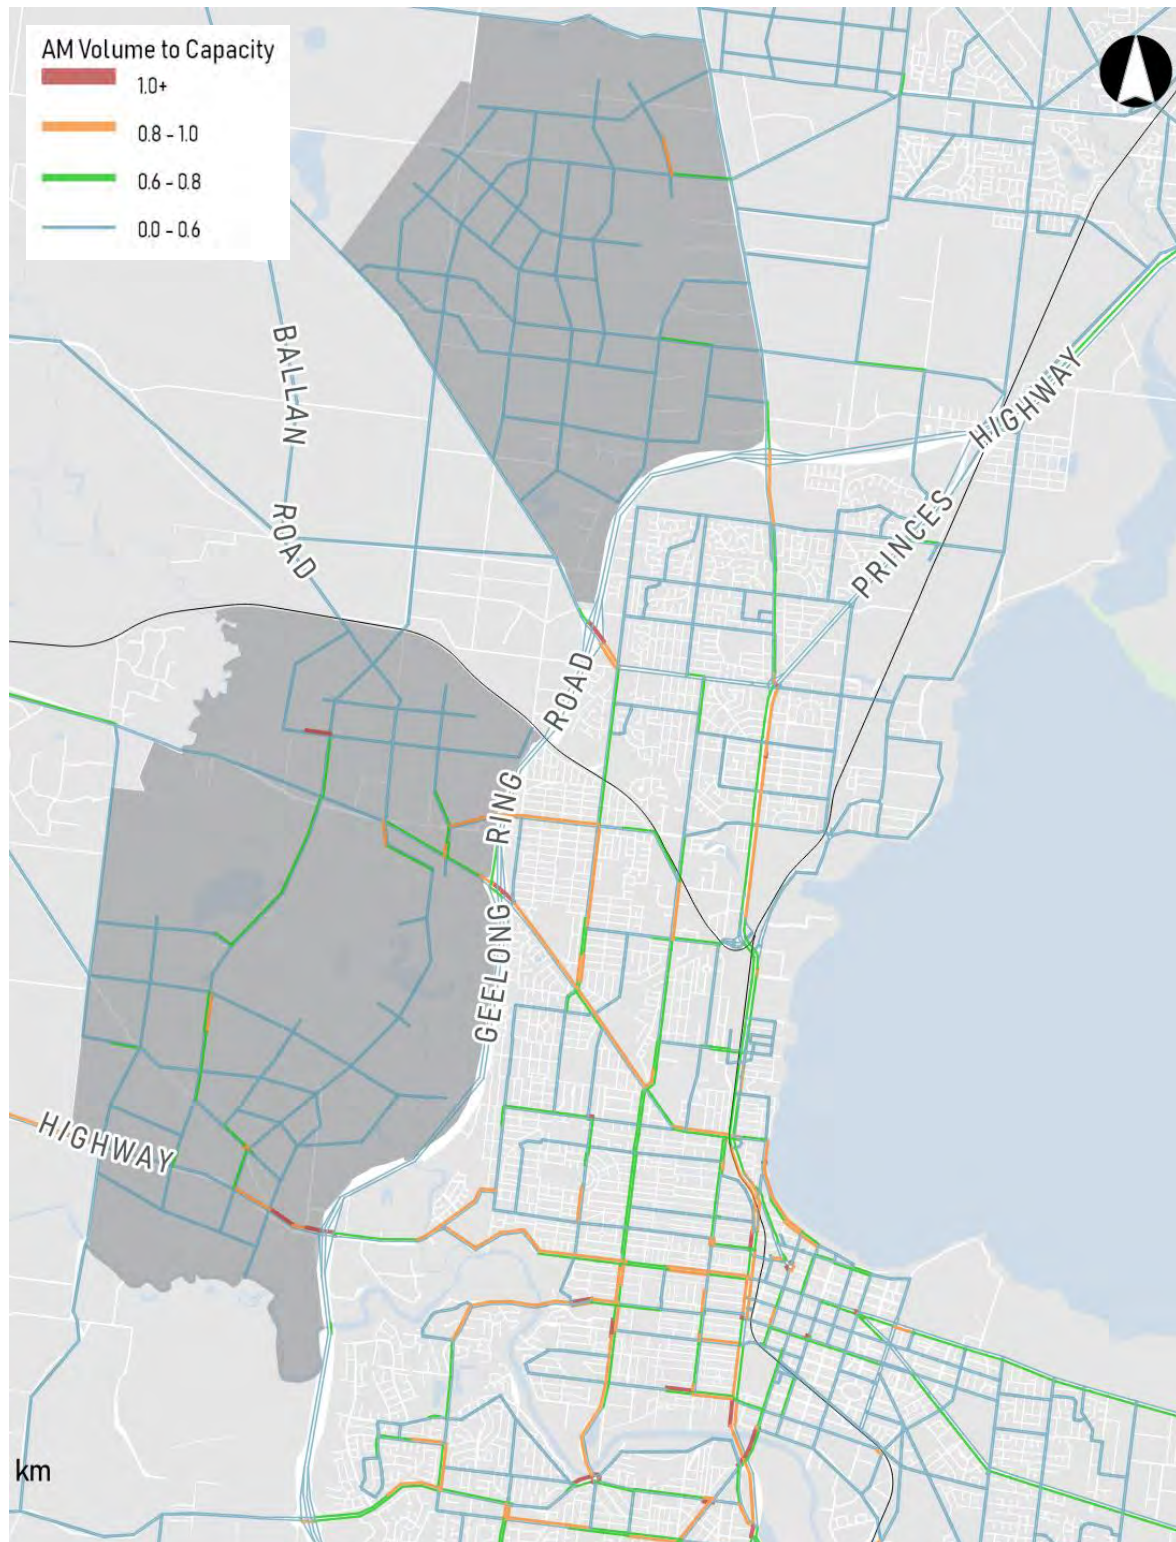 AM Volume to Capacity
1.0+
0.8 - 1.0
0.6 - 0.8
0.0 - 0.6
BALLAN
ROAD
PRINCES
HIGHWAY
GEELONG
RING
ROAD
HIGHWAY
km